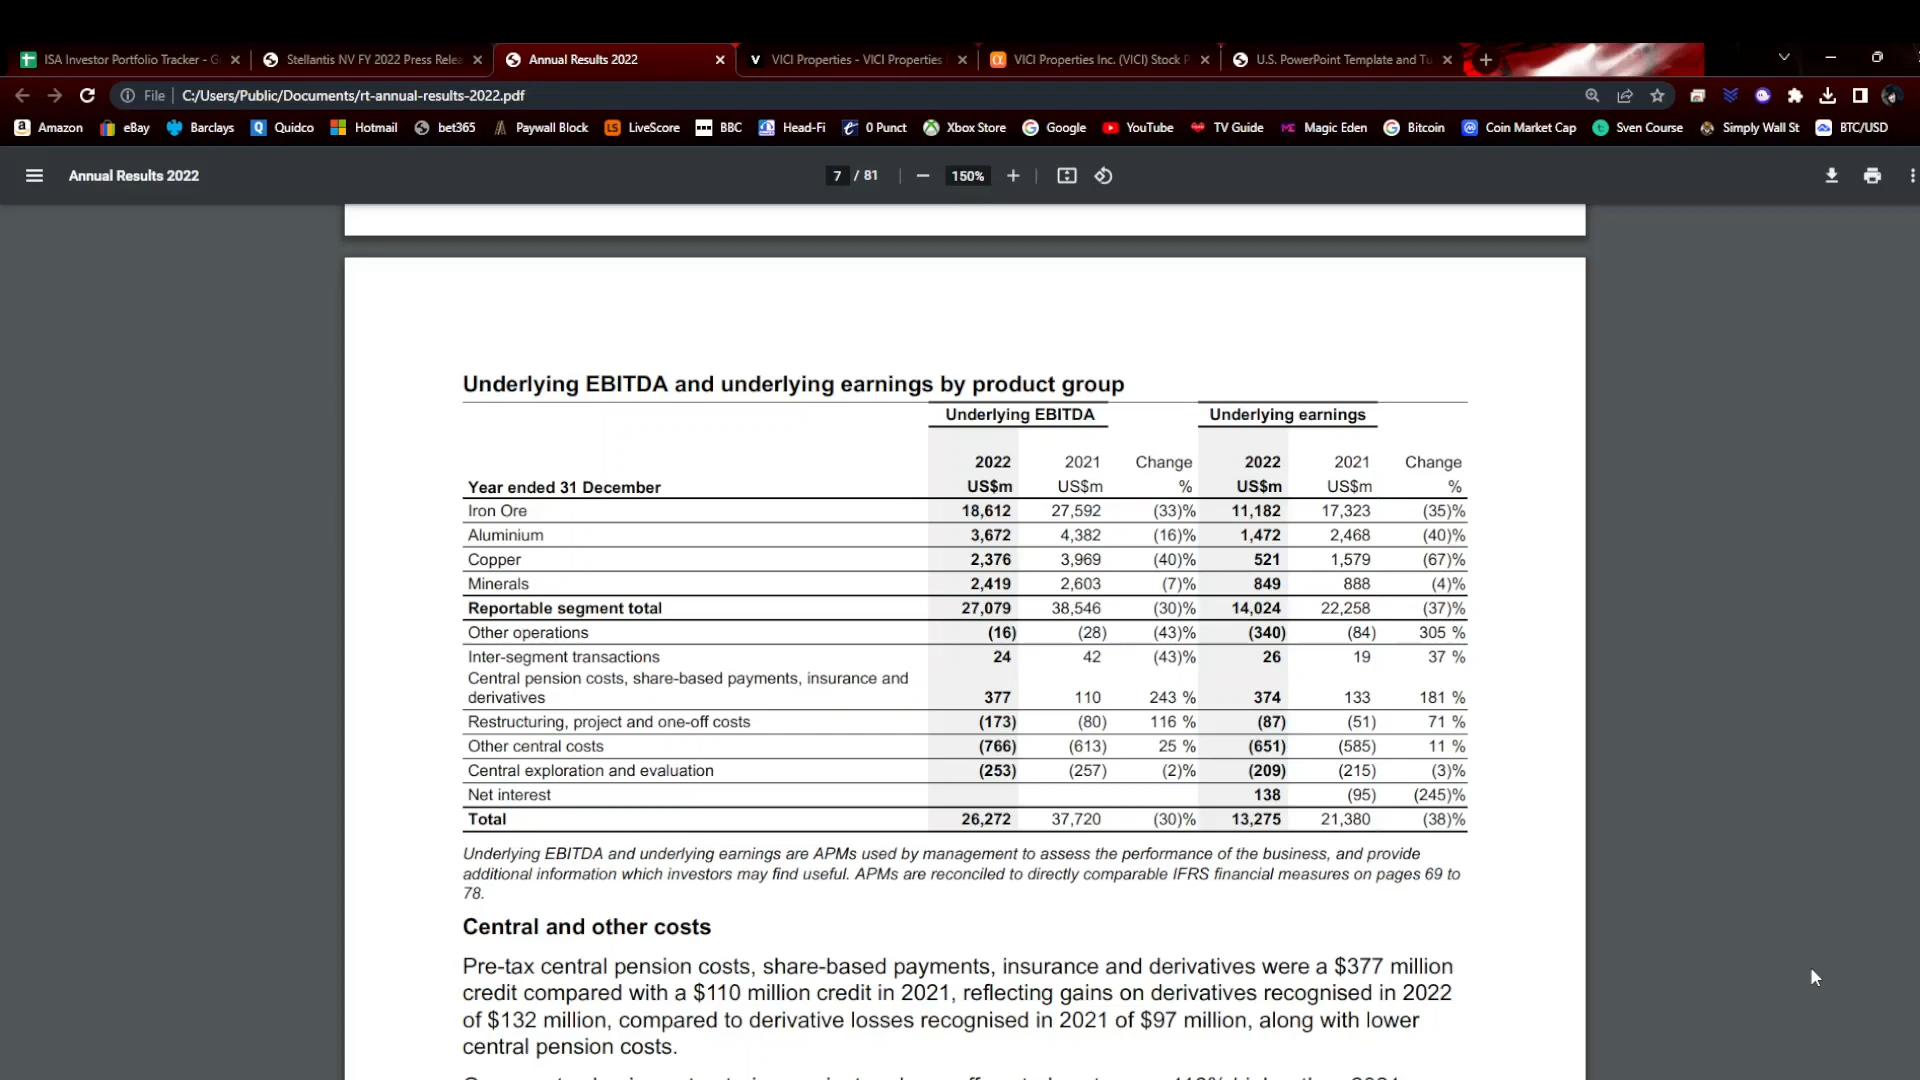 ISA Investor Portfolio Tracker - G
Stellantis NV FY 2022 Press Relea
Annual Results 2022
VICI Properties - VICI Properties
VICI Properties Inc. (VICI) Stock P
U.S. PowerPoint Template and Tu
File | C:/Users/Public/Documents/rt-annual-results-2022.pdf
Amazon eBay Barclays Quidco Hotmail bet365 Paywall Block LiveScore BBC Head-Fi 0 Punct Xbox Store Google YouTube TV Guide Magic Eden Bitcoin Coin Market Cap Sven Course Simply Wall St BTC/USD
Annual Results 2022 7 / 81 150%
Underlying EBITDA and underlying earnings by product group
Underlying EBITDA Underlying earnings
2022 2021 Change 2022 2021 Change
Year ended 31 December US$m US$m % US$m US$m %
Iron Ore 18,612 27,592 (33)% 11,182 17,323 (35)%
Aluminium 3,672 4,382 (16)% 1,472 2,468 (40)%
Copper 2,376 3,969 (40)% 521 1,579 (67)%
Minerals 2,419 2,603 (7)% 849 888 (4)%
Reportable segment total 27,079 38,546 (30)% 14,024 22,258 (37)%
Other operations (16) (28) (43)% (340) (84) 305 %
Inter-segment transactions 24 42 (43)% 26 19 37 %
Central pension costs, share-based payments, insurance and
derivatives 377 110 243 % 374 133 181 %
Restructuring, project and one-off costs (173) (80) 116 % (87) (51) 71 %
Other central costs (766) (613) 25 % (651) (585) 11 %
Central exploration and evaluation (253) (257) (2)% (209) (215) (3)%
Net interest 138 (95) (245)%
Total 26,272 37,720 (30)% 13,275 21,380 (38)%
Underlying EBITDA and underlying earnings are APMs used by management to assess the performance of the business, and provide
additional information which investors may find useful. APMs are reconciled to directly comparable IFRS financial measures on pages 69 to
78.
Central and other costs
Pre-tax central pension costs, share-based payments, insurance and derivatives were a $377 million
credit compared with a $110 million credit in 2021, reflecting gains on derivatives recognised in 2022
of $132 million, compared to derivative losses recognised in 2021 of $97 million, along with lower
central pension costs.